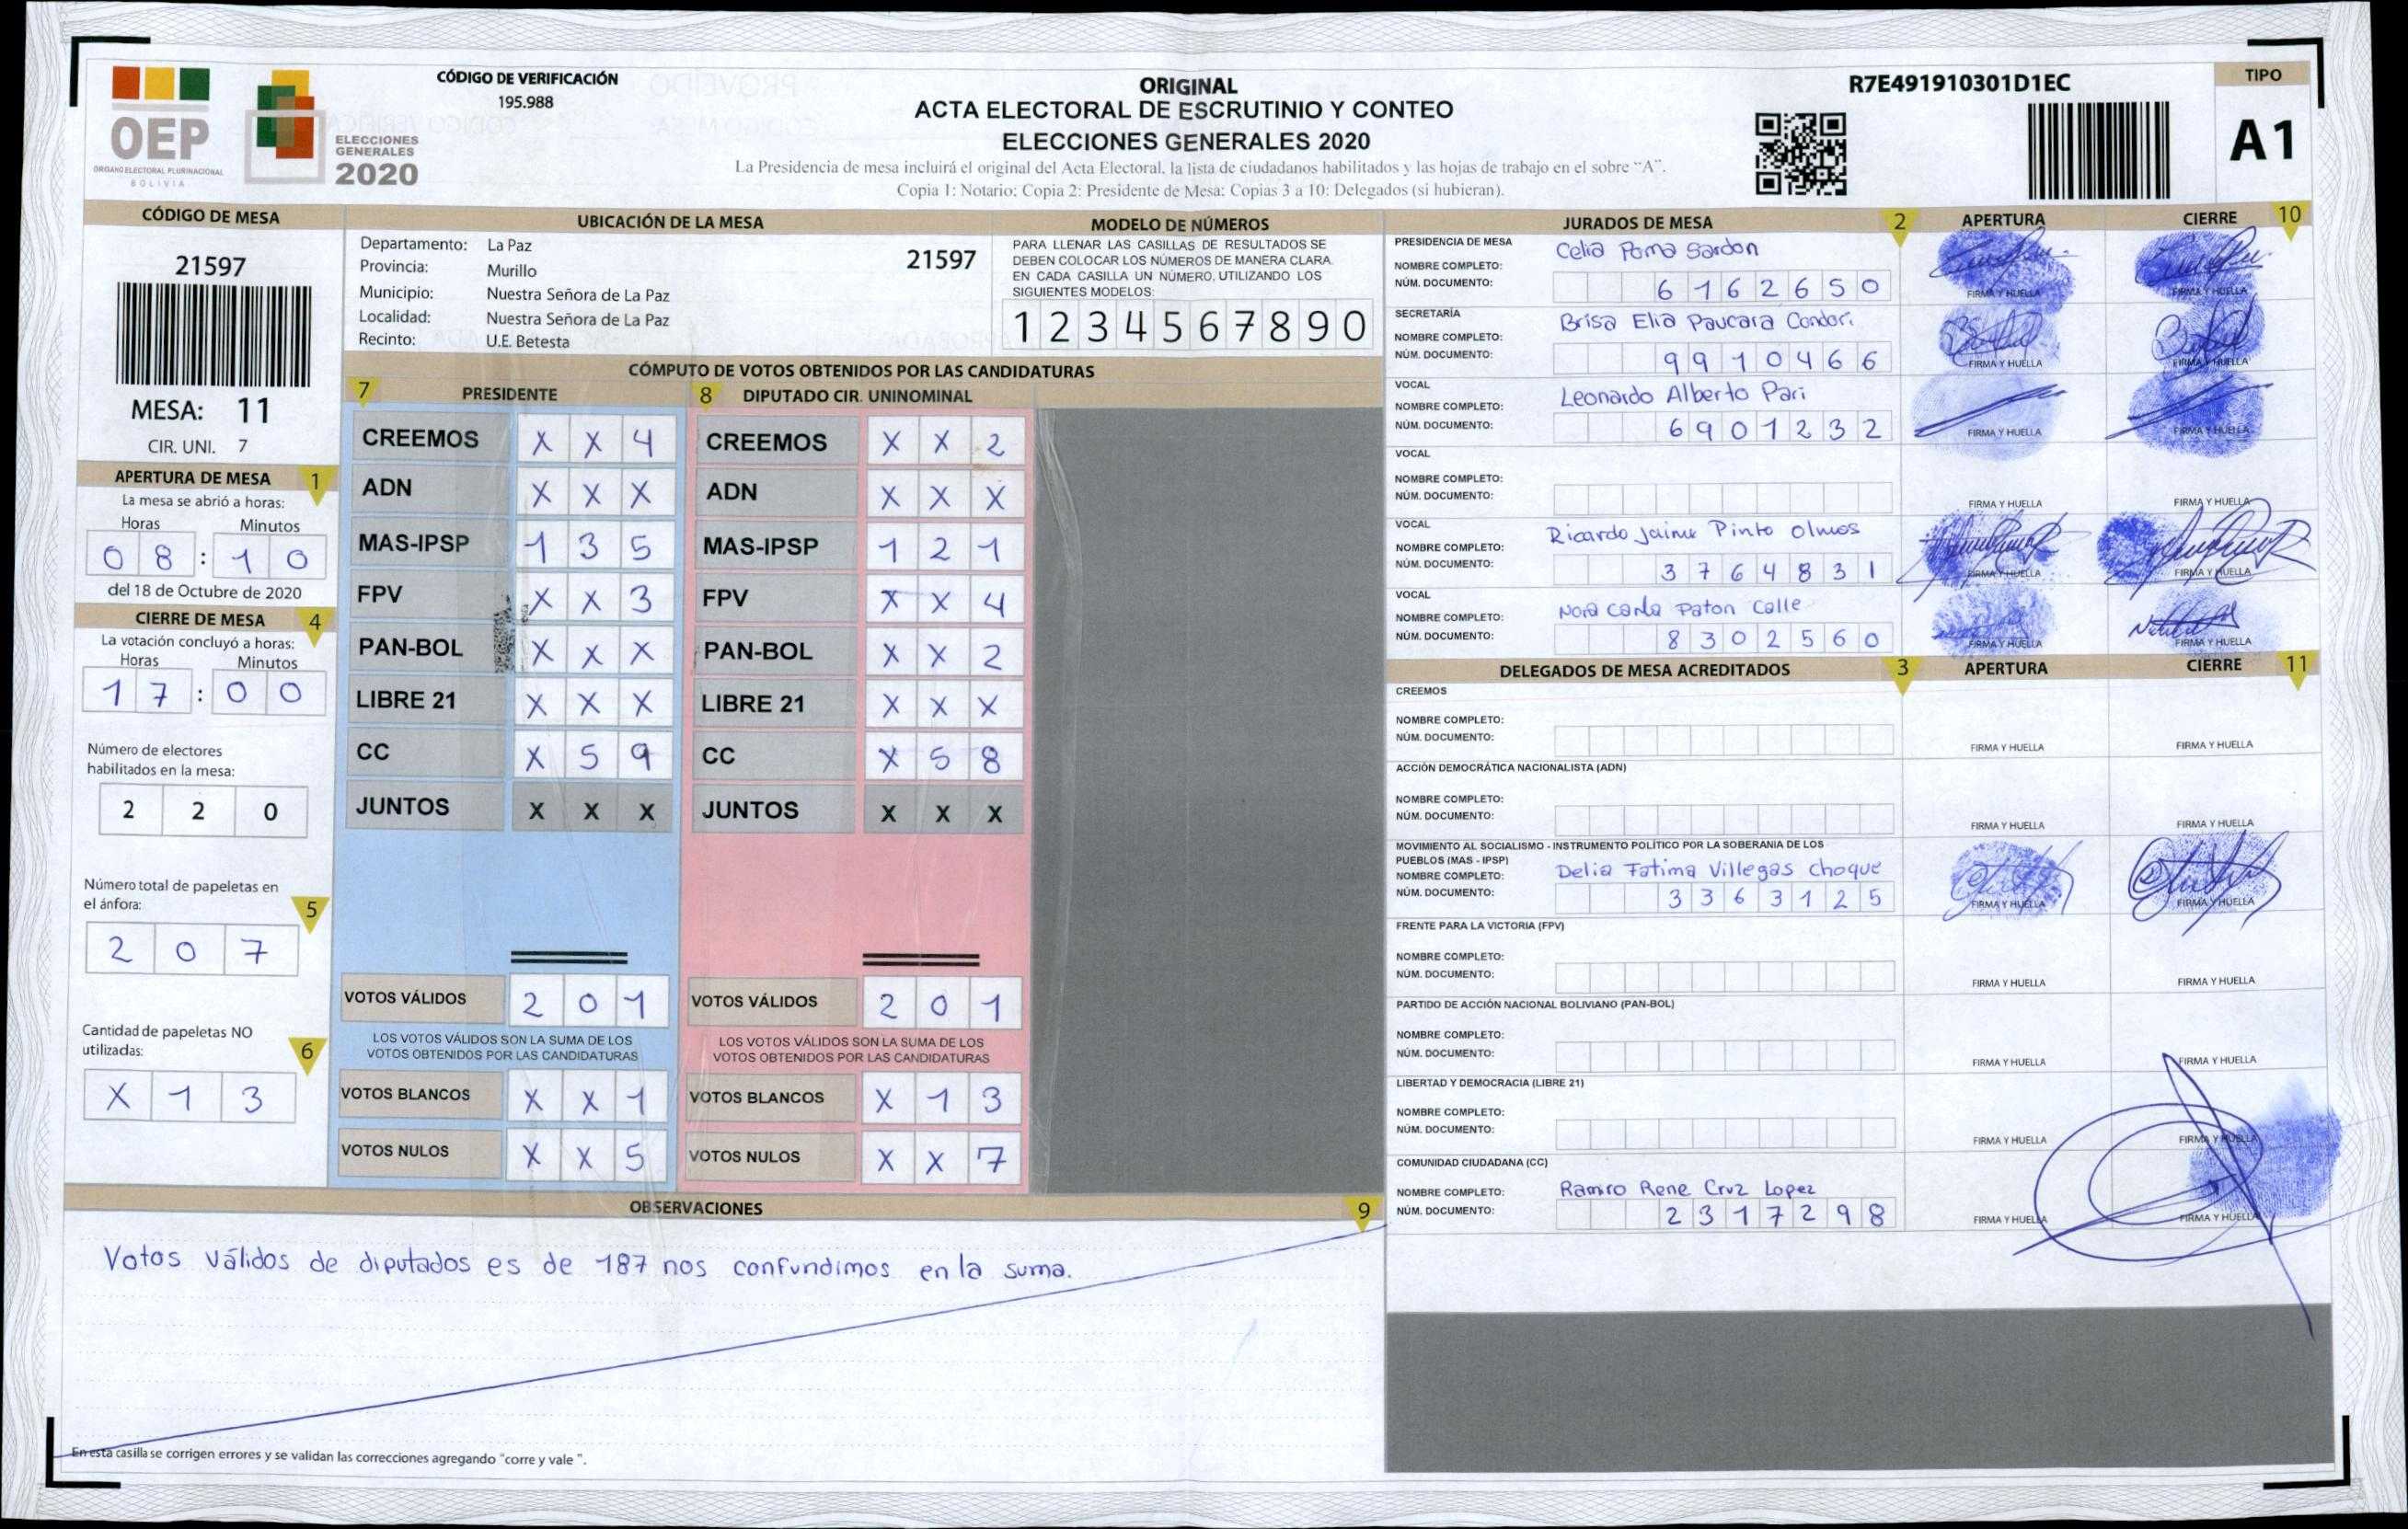 OEP
ÓRGANO ELECTORAL PLURINACIONAL
BOLIVIA
ELECCIONES
GENERALES
2020
CÓDIGO DE VERIFICACIÓN
195.988
ORIGINAL
ACTA ELECTORAL DE ESCRUTINIO Y CONTEO
ELECCIONES GENERALES 2020
La Presidencia de mesa incluirá el original del Acta Electoral, la lista de ciudadanos habilitados y las hojas de trabajo en el sobre “A”.
Copia 1: Notario; Copia 2: Presidente de Mesa; Copias 3 a 10: Delegados (si hubieran).
R7E491910301D1EC
TIPO
A1
CÓDIGO DE MESA
21597
MESA: 11
CIR. UNI. 7
APERTURA DE MESA 1
La mesa se abrió a horas:
Horas Minutos
0 8 : 1 0
del 18 de Octubre de 2020
CIERRE DE MESA 4
La votación concluyó a horas:
Horas Minutos
1 7 : 0 0
Número de electores
habilitados en la mesa:
2 2 0
Número total de papeletas en
el ánfora: 5
2 0 7
Cantidad de papeletas NO
utilizadas: 6
X 1 3
UBICACIÓN DE LA MESA
Departamento: La Paz 21597
Provincia: Murillo
Municipio: Nuestra Señora de La Paz
Localidad: Nuestra Señora de La Paz
Recinto: U.E. Betesta
MODELO DE NÚMEROS
PARA LLENAR LAS CASILLAS DE RESULTADOS SE
DEBEN COLOCAR LOS NÚMEROS DE MANERA CLARA.
EN CADA CASILLA UN NÚMERO, UTILIZANDO LOS
SIGUIENTES MODELOS:
1 2 3 4 5 6 7 8 9 0
CÓMPUTO DE VOTOS OBTENIDOS POR LAS CANDIDATURAS
7 PRESIDENTE
CREEMOS X X 4
ADN X X X
MAS-IPSP 1 3 5
FPV X X 3
PAN-BOL X X X
LIBRE 21 X X X
CC X 5 9
JUNTOS X X X
VOTOS VÁLIDOS 2 0 1
LOS VOTOS VÁLIDOS SON LA SUMA DE LOS
VOTOS OBTENIDOS POR LAS CANDIDATURAS
VOTOS BLANCOS X X 1
VOTOS NULOS X X 5
8 DIPUTADO CIR. UNINOMINAL
CREEMOS X X 2
ADN X X X
MAS-IPSP 1 2 1
FPV X X 4
PAN-BOL X X 2
LIBRE 21 X X X
CC X 5 8
JUNTOS X X X
VOTOS VÁLIDOS 2 0 1
LOS VOTOS VÁLIDOS SON LA SUMA DE LOS
VOTOS OBTENIDOS POR LAS CANDIDATURAS
VOTOS BLANCOS X 1 3
VOTOS NULOS X X 7
OBSERVACIONES 9
Votos válidos de diputados es de 187 nos confundimos en la suma.
En esta casilla se corrigen errores y se validan las correcciones agregando "corre y vale ".
JURADOS DE MESA 2 APERTURA CIERRE 10
PRESIDENCIA DE MESA
NOMBRE COMPLETO: Celia Poma Sardon
NÚM. DOCUMENTO: 6 1 6 2 6 5 0
FIRMA Y HUELLA FIRMA Y HUELLA
SECRETARÍA
NOMBRE COMPLETO: Brisa Elia Paucara Condori
NÚM. DOCUMENTO: 9 9 1 0 4 6 6
FIRMA Y HUELLA FIRMA Y HUELLA
VOCAL
NOMBRE COMPLETO: Leonardo Alberto Pari
NÚM. DOCUMENTO: 6 9 0 1 2 3 2
FIRMA Y HUELLA FIRMA Y HUELLA
VOCAL
NOMBRE COMPLETO:
NÚM. DOCUMENTO:
FIRMA Y HUELLA FIRMA Y HUELLA
VOCAL
NOMBRE COMPLETO: Ricardo Jaime Pinto Olmos
NÚM. DOCUMENTO: 3 7 6 4 8 3 1
FIRMA Y HUELLA FIRMA Y HUELLA
VOCAL
NOMBRE COMPLETO: Nora Carla Paton Calle
NÚM. DOCUMENTO: 8 3 0 2 5 6 0
FIRMA Y HUELLA FIRMA Y HUELLA
DELEGADOS DE MESA ACREDITADOS 3 APERTURA CIERRE 11
CREEMOS
NOMBRE COMPLETO:
NÚM. DOCUMENTO:
FIRMA Y HUELLA FIRMA Y HUELLA
ACCIÓN DEMOCRÁTICA NACIONALISTA (ADN)
NOMBRE COMPLETO:
NÚM. DOCUMENTO:
FIRMA Y HUELLA FIRMA Y HUELLA
MOVIMIENTO AL SOCIALISMO - INSTRUMENTO POLÍTICO POR LA SOBERANIA DE LOS
PUEBLOS (MAS - IPSP)
NOMBRE COMPLETO: Delia Fatima Villegas Choque
NÚM. DOCUMENTO: 3 3 6 3 1 2 5
FIRMA Y HUELLA FIRMA Y HUELLA
FRENTE PARA LA VICTORIA (FPV)
NOMBRE COMPLETO:
NÚM. DOCUMENTO:
FIRMA Y HUELLA FIRMA Y HUELLA
PARTIDO DE ACCIÓN NACIONAL BOLIVIANO (PAN-BOL)
NOMBRE COMPLETO:
NÚM. DOCUMENTO:
FIRMA Y HUELLA FIRMA Y HUELLA
LIBERTAD Y DEMOCRACIA (LIBRE 21)
NOMBRE COMPLETO:
NÚM. DOCUMENTO:
FIRMA Y HUELLA FIRMA Y HUELLA
COMUNIDAD CIUDADANA (CC)
NOMBRE COMPLETO: Ramiro Rene Cruz Lopez
NÚM. DOCUMENTO: 2 3 1 7 2 9 8
FIRMA Y HUELLA FIRMA Y HUELLA